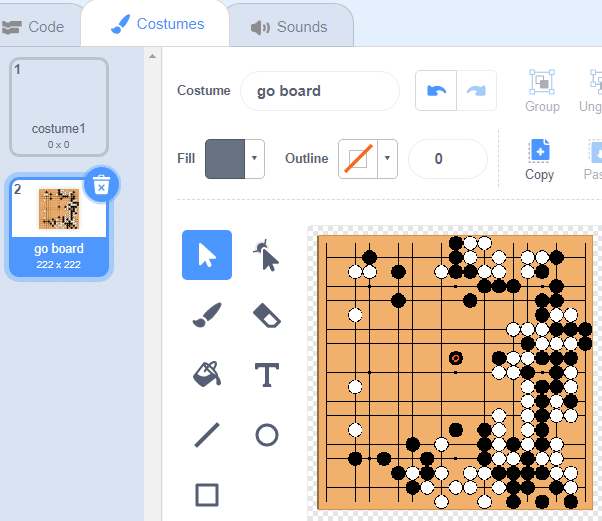 Code
Costumes
Sounds
1
costume1
0 x 0
2
go board
222 x 222
Costume
go board
Group
Ung
Fill
Outline
0
Copy
Pas
T